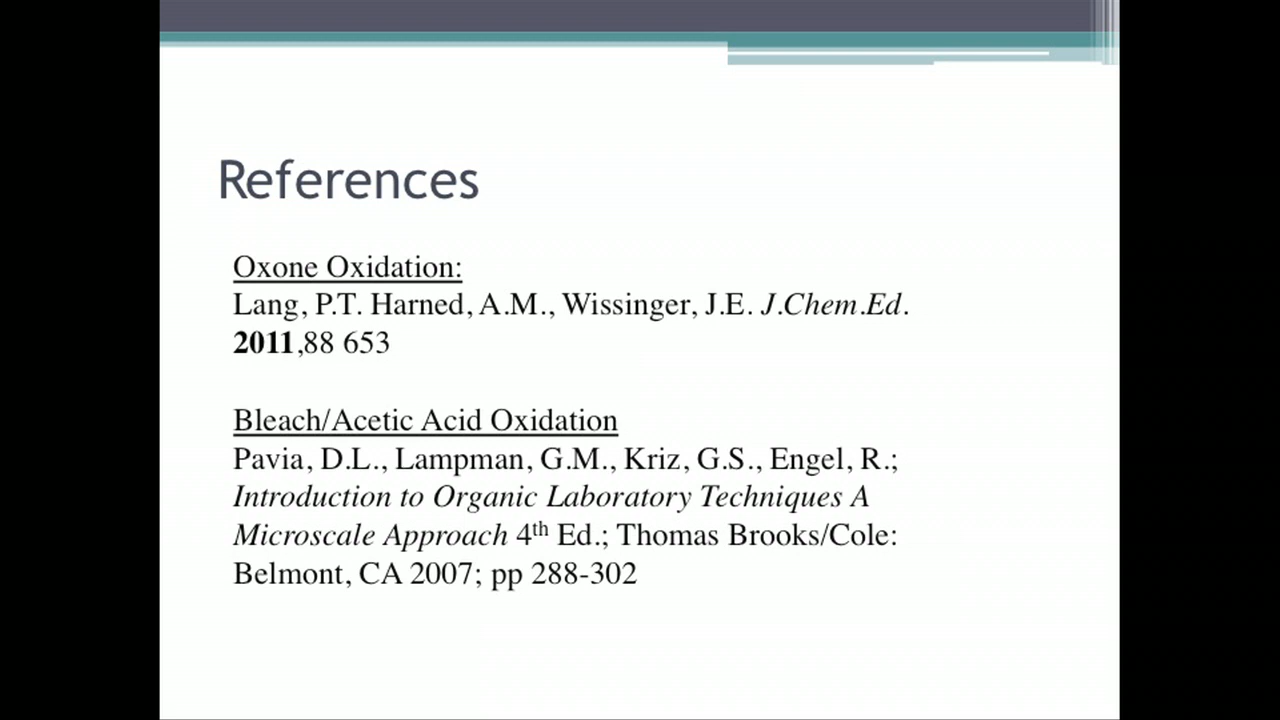 References
Oxone Oxidation:
Lang, P.T. Harned, A.M., Wissinger, J.E. J.Chem.Ed.
2011,88 653
Bleach/Acetic Acid Oxidation
Pavia, D.L., Lampman, G.M., Kriz, G.S., Engel, R.;
Introduction to Organic Laboratory Techniques A
Microscale Approach 4th Ed.; Thomas Brooks/Cole:
Belmont, CA 2007; pp 288-302